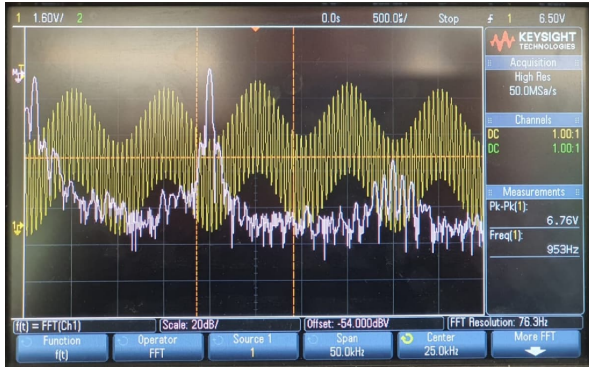 1 1.60V/ 2 0.0s 500.0%/ Stop 1 6.50V
KEYSIGHT
TECHNOLOGIES
Acquisition
High Res
50.0MSa/s
Channels
DC 1.00:1
DC 1.00:1
Measurements
Pk-Pk(1):
6.76V
Freq(1):
953Hz
f(t) = FFT(Ch1) Scale: 20dB/ Offset: -54.000dBV FFT Resolution: 76.3Hz
Function Operator Source 1 Span Center More FFT
f(t) FFT 1 50.0kHz 25.0kHz